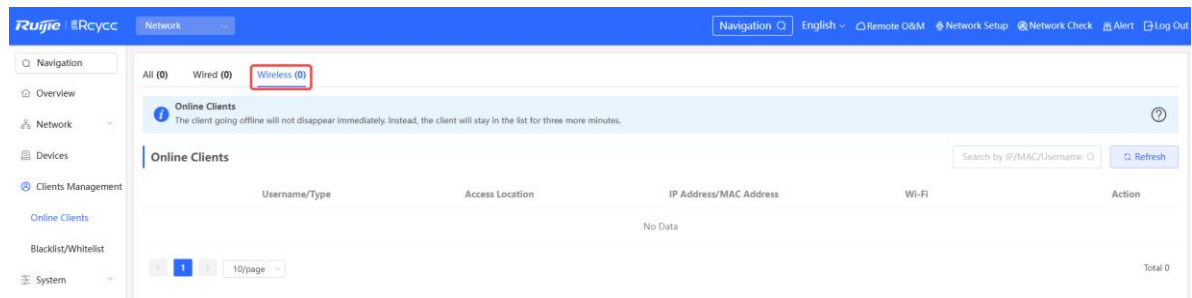 Ruijie | Rcycc Network Navigation English Remote O&M Network Setup Network Check Alert Log Out
Navigation
Overview
Network
Devices
Clients Management
Online Clients
Blacklist/Whitelist
System
All (0) Wired (0) Wireless (0)
Online Clients
The client going offline will not disappear immediately. Instead, the client will stay in the list for three more minutes.
Online Clients Search by IP/MAC/Username Refresh
Username/Type Access Location IP Address/MAC Address Wi-Fi Action
No Data
1 10/page Total 0